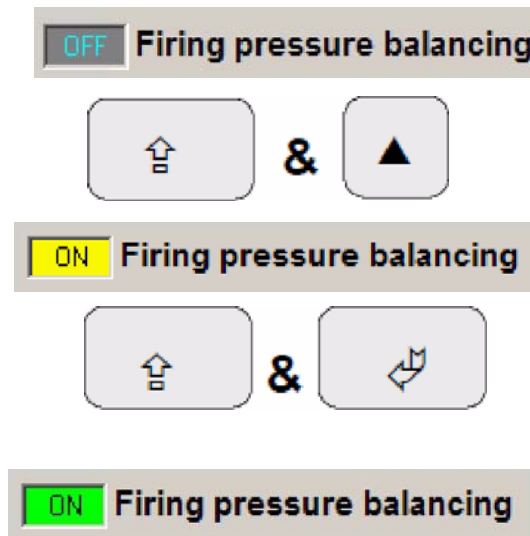 OFF Firing pressure balancing
&
ON Firing pressure balancing
&
ON Firing pressure balancing